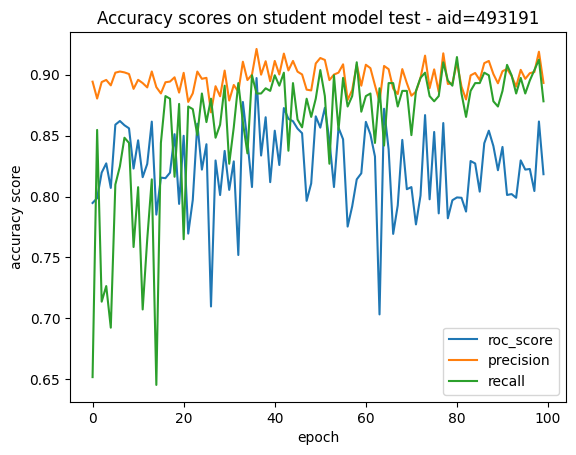 Accuracy scores on student model test - aid=493191
accuracy score
0.90
0.85
0.80
0.75
0.70
0.65
roc_score
precision
recall
0
20
40
60
80
100
epoch